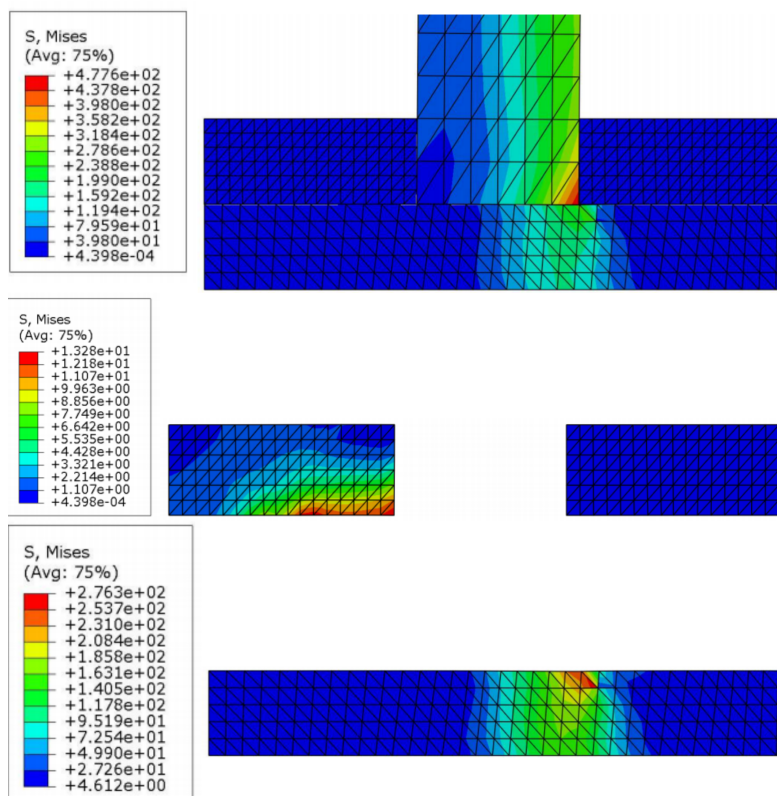 S, Mises
(Avg: 75%)
+4.776e+02
+4.378e+02
+3.980e+02
+3.582e+02
+3.184e+02
+2.786e+02
+2.388e+02
+1.990e+02
+1.592e+02
+1.194e+02
+7.959e+01
+3.980e+01
+4.398e-04
S, Mises
(Avg: 75%)
+1.328e+01
+1.218e+01
+1.107e+01
+9.963e+00
+8.856e+00
+7.749e+00
+6.642e+00
+5.535e+00
+4.428e+00
+3.321e+00
+2.214e+00
+1.107e+00
+4.398e-04
S, Mises
(Avg: 75%)
+2.763e+02
+2.537e+02
+2.310e+02
+2.084e+02
+1.858e+02
+1.631e+02
+1.405e+02
+1.178e+02
+9.519e+01
+7.254e+01
+4.990e+01
+2.726e+01
+4.612e+00